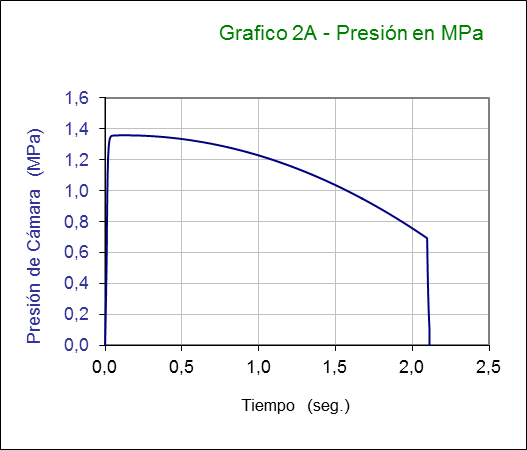 Grafico 2A - Presión en MPa
Presión de Cámara (MPa)
1,6
1,4
1,2
1,0
0,8
0,6
0,4
0,2
0,0
0,0 0,5 1,0 1,5 2,0 2,5
Tiempo (seg.)